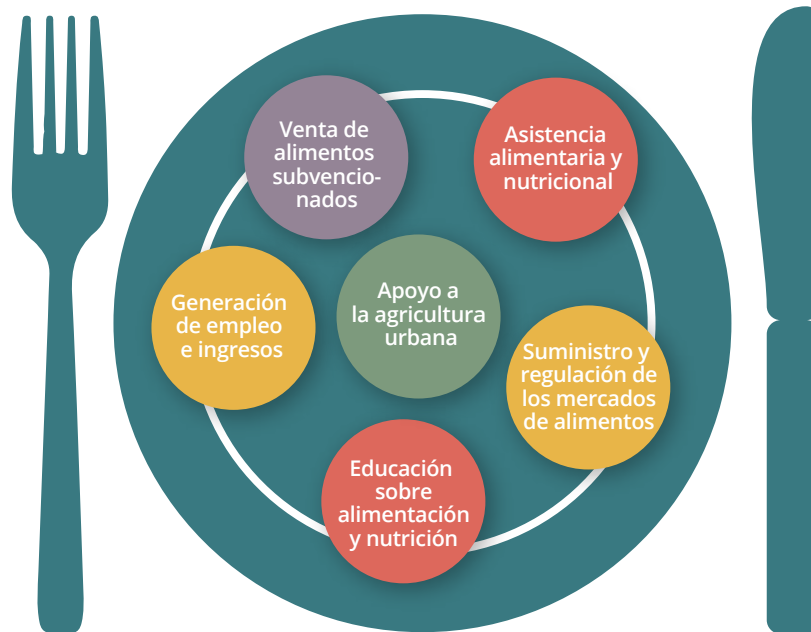 Venta de
alimentos
subvencio-
nados
Asistencia
alimentaria y
nutricional
Generación
de empleo
e ingresos
Apoyo a
la agricultura
urbana
Suministro y
regulación de
los mercados
de alimentos
Educación
sobre
alimentación
y nutrición